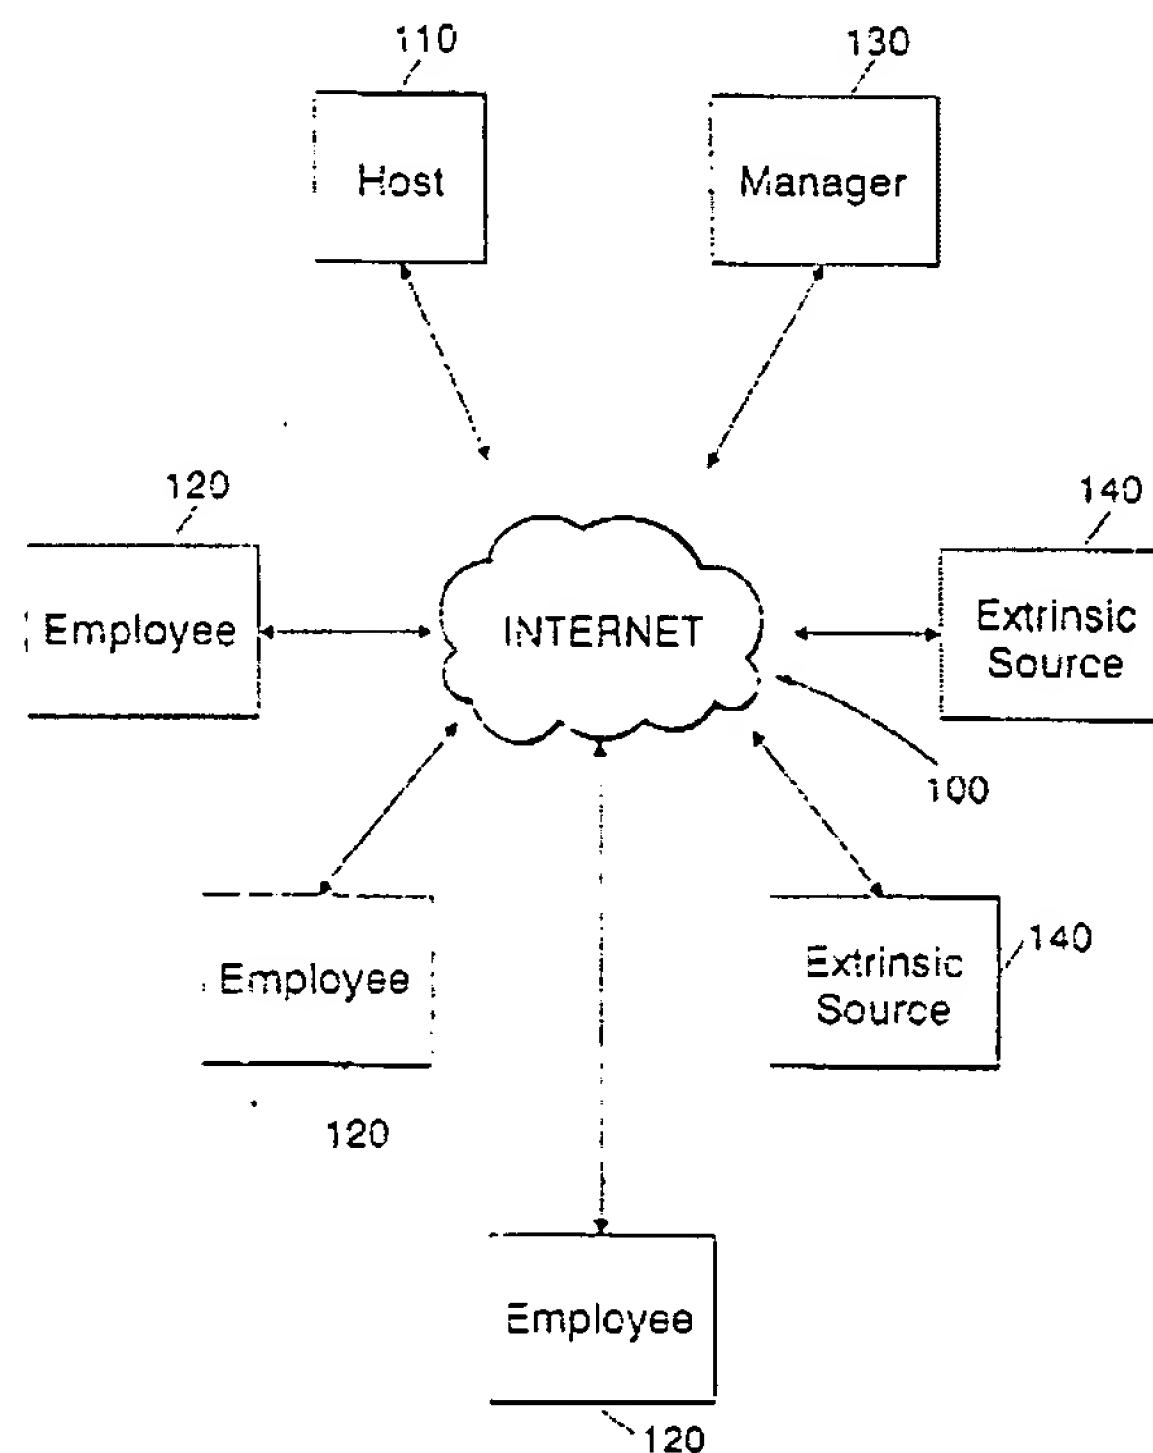 110
130
Host
Manager
120
140
Employee
INTERNET
Extrinsic
Source
100
Employee
Extrinsic
Source
140
120
Employee
120